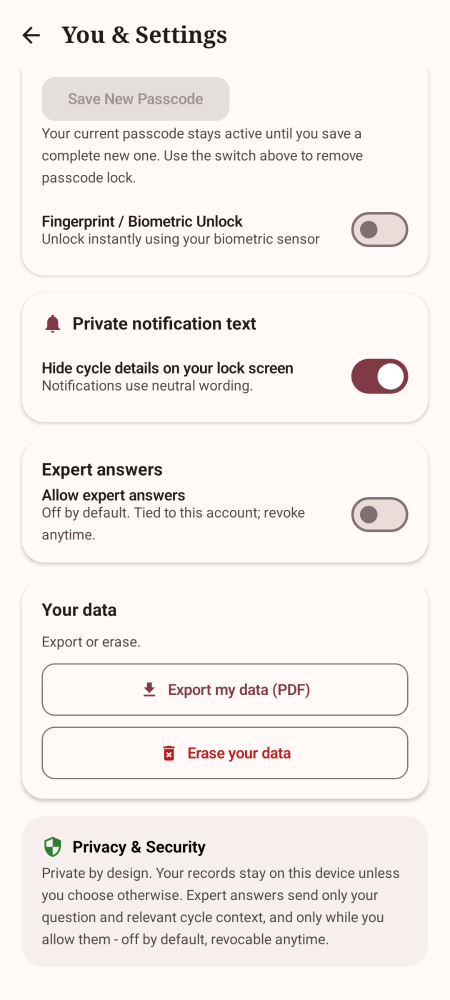 You & Settings
Save New Passcode
Your current passcode stays active until you save a
complete new one. Use the switch above to remove
passcode lock.
Fingerprint / Biometric Unlock
Unlock instantly using your biometric sensor
Private notification text
Hide cycle details on your lock screen
Notifications use neutral wording.
Expert answers
Allow expert answers
Off by default. Tied to this account; revoke
anytime.
Your data
Export or erase.
Export my data (PDF)
Erase your data
Privacy & Security
Private by design. Your records stay on this device unless
you choose otherwise. Expert answers send only your
question and relevant cycle context, and only while you
allow them - off by default, revocable anytime.